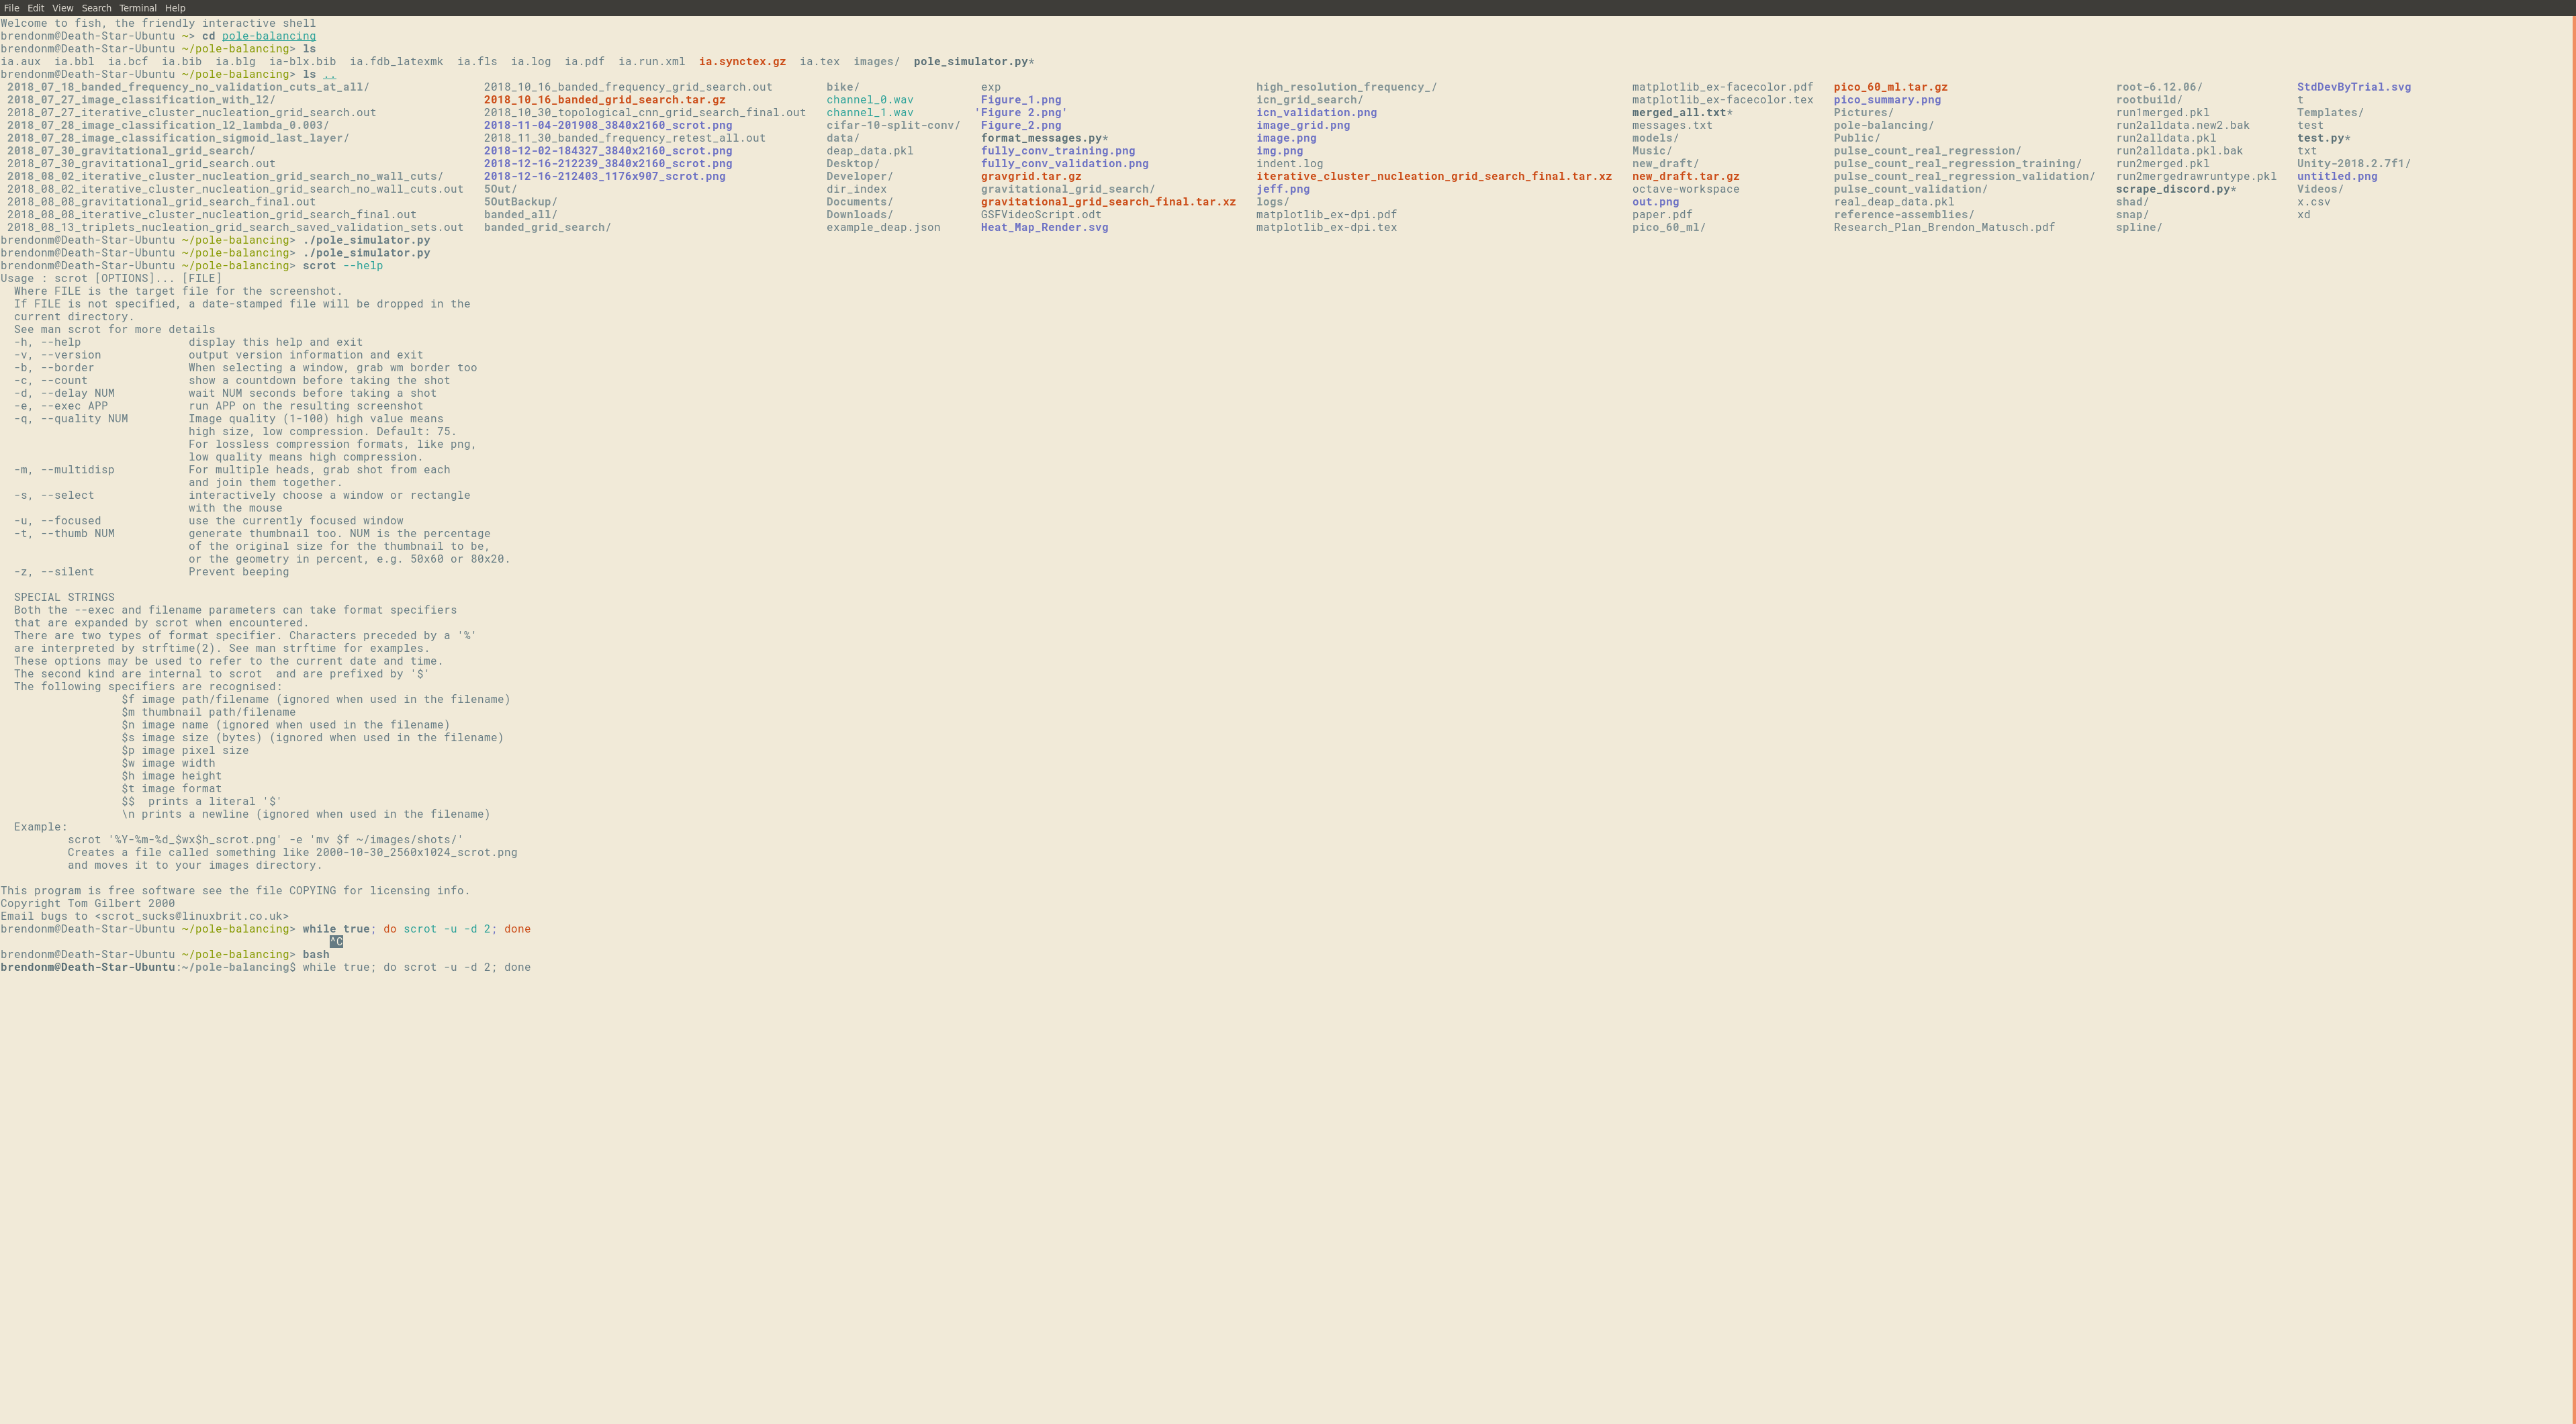 File Edit View Search Terminal Help
Welcome to fish, the friendly interactive shell
brendonm@Death-Star-Ubuntu ~> cd pole-balancing
brendonm@Death-Star-Ubuntu ~/pole-balancing> ls
ia.aux  ia.bbl  ia.bcf  ia.bib  ia.blg  ia-blx.bib  ia.fdb_latexmk  ia.fls  ia.log  ia.pdf  ia.run.xml  ia.synctex.gz  ia.tex  images/  pole_simulator.py*
brendonm@Death-Star-Ubuntu ~/pole-balancing> ls ..
2018_07_18_banded_frequency_no_validation_cuts_at_all/  2018_10_16_banded_frequency_grid_search.out  bike/  exp  high_resolution_frequency_/  matplotlib_ex-facecolor.pdf  pico_60_ml.tar.gz  root-6.12.06/  StdDevByTrial.svg
2018_07_27_image_classification_with_l2/  2018_10_16_banded_grid_search.tar.gz  channel_0.wav  Figure_1.png  icn_grid_search/  matplotlib_ex-facecolor.tex  pico_summary.png  rootbuild/  t
2018_07_27_iterative_cluster_nucleation_grid_search.out  2018_10_30_topological_cnn_grid_search_final.out  channel_1.wav  'Figure 2.png'  icn_validation.png  merged_all.txt*  Pictures/  run1merged.pkl  Templates/
2018_07_28_image_classification_l2_lambda_0.003/  2018-11-04-201908_3840x2160_scrot.png  cifar-10-split-conv/  Figure_2.png  image_grid.png  messages.txt  pole-balancing/  run2alldata.new2.bak  test
2018_07_28_image_classification_sigmoid_last_layer/  2018_11_30_banded_frequency_retest_all.out  data/  format_messages.py*  image.png  models/  Public/  run2alldata.pkl  test.py*
2018_07_30_gravitational_grid_search/  2018-12-02-184327_3840x2160_scrot.png  deap_data.pkl  fully_conv_training.png  img.png  Music/  pulse_count_real_regression/  run2alldata.pkl.bak  txt
2018_07_30_gravitational_grid_search.out  2018-12-16-212239_3840x2160_scrot.png  Desktop/  fully_conv_validation.png  indent.log  new_draft/  pulse_count_real_regression_training/  run2merged.pkl  Unity-2018.2.7f1/
2018_08_02_iterative_cluster_nucleation_grid_search_no_wall_cuts/  2018-12-16-212403_1176x907_scrot.png  Developer/  gravgrid.tar.gz  iterative_cluster_nucleation_grid_search_final.tar.xz  new_draft.tar.gz  pulse_count_real_regression_validation/  run2mergedrawruntype.pkl  untitled.png
2018_08_02_iterative_cluster_nucleation_grid_search_no_wall_cuts.out  5Out/  dir_index  gravitational_grid_search/  jeff.png  octave-workspace  pulse_count_validation/  scrape_discord.py*  Videos/
2018_08_08_gravitational_grid_search_final.out  5OutBackup/  Documents/  gravitational_grid_search_final.tar.xz  logs/  out.png  real_deap_data.pkl  shad/  x.csv
2018_08_08_iterative_cluster_nucleation_grid_search_final.out  banded_all/  Downloads/  GSFVideoScript.odt  matplotlib_ex-dpi.pdf  paper.pdf  reference-assemblies/  snap/  xd
2018_08_13_triplets_nucleation_grid_search_saved_validation_sets.out  banded_grid_search/  example_deap.json  Heat_Map_Render.svg  matplotlib_ex-dpi.tex  pico_60_ml/  Research_Plan_Brendon_Matusch.pdf  spline/
brendonm@Death-Star-Ubuntu ~/pole-balancing> ./pole_simulator.py
brendonm@Death-Star-Ubuntu ~/pole-balancing> ./pole_simulator.py
brendonm@Death-Star-Ubuntu ~/pole-balancing> scrot --help
Usage : scrot [OPTIONS]... [FILE]
  Where FILE is the target file for the screenshot.
  If FILE is not specified, a date-stamped file will be dropped in the
  current directory.
  See man scrot for more details
  -h, --help                display this help and exit
  -v, --version             output version information and exit
  -b, --border              When selecting a window, grab wm border too
  -c, --count               show a countdown before taking the shot
  -d, --delay NUM           wait NUM seconds before taking a shot
  -e, --exec APP            run APP on the resulting screenshot
  -q, --quality NUM         Image quality (1-100) high value means
                            high size, low compression. Default: 75.
                            For lossless compression formats, like png,
                            low quality means high compression.
  -m, --multidisp           For multiple heads, grab shot from each
                            and join them together.
  -s, --select              interactively choose a window or rectangle
                            with the mouse
  -u, --focused             use the currently focused window
  -t, --thumb NUM           generate thumbnail too. NUM is the percentage
                            of the original size for the thumbnail to be,
                            or the geometry in percent, e.g. 50x60 or 80x20.
  -z, --silent              Prevent beeping
  SPECIAL STRINGS
  Both the --exec and filename parameters can take format specifiers
  that are expanded by scrot when encountered.
  There are two types of format specifier. Characters preceded by a '%'
  are interpreted by strftime(2). See man strftime for examples.
  These options may be used to refer to the current date and time.
  The second kind are internal to scrot  and are prefixed by '$'
  The following specifiers are recognised:
                  $f image path/filename (ignored when used in the filename)
                  $m thumbnail path/filename
                  $n image name (ignored when used in the filename)
                  $s image size (bytes) (ignored when used in the filename)
                  $p image pixel size
                  $w image width
                  $h image height
                  $t image format
                  $$  prints a literal '$'
                  \n prints a newline (ignored when used in the filename)
  Example:
          scrot '%Y-%m-%d_$wx$h_scrot.png' -e 'mv $f ~/images/shots/'
          Creates a file called something like 2000-10-30_2560x1024_scrot.png
          and moves it to your images directory.
This program is free software see the file COPYING for licensing info.
Copyright Tom Gilbert 2000
Email bugs to <scrot_sucks@linuxbrit.co.uk>
brendonm@Death-Star-Ubuntu ~/pole-balancing> while true; do scrot -u -d 2; done
^C
brendonm@Death-Star-Ubuntu ~/pole-balancing> bash
brendonm@Death-Star-Ubuntu:~/pole-balancing$ while true; do scrot -u -d 2; done